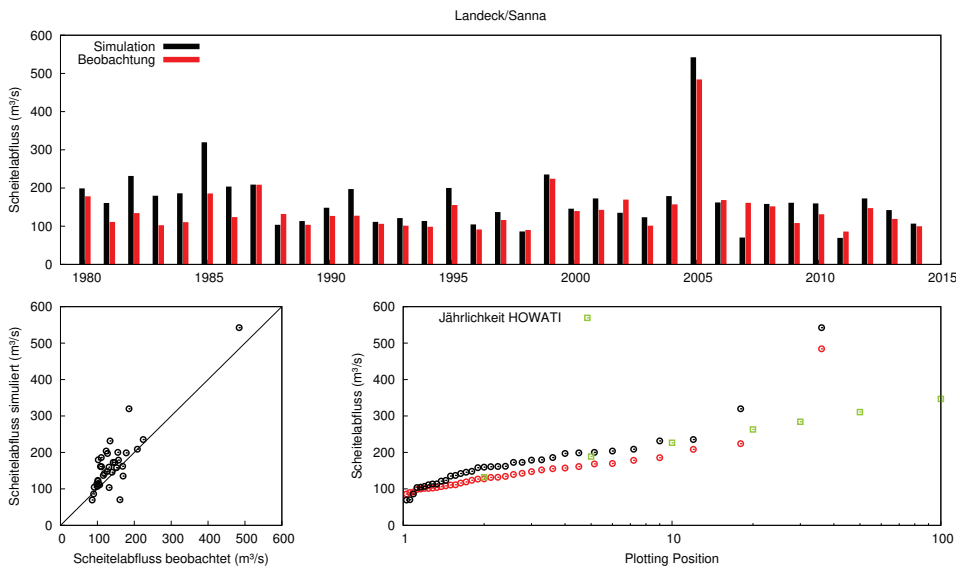 Landeck/Sanna
Scheitelabfluss (m³/s)
600
500
400
300
200
100
0
Simulation
Beobachtung
1980 1985 1990 1995 2000 2005 2010 2015
Scheitelabfluss simuliert (m³/s)
600
500
400
300
200
100
0
0 100 200 300 400 500 600
Scheitelabfluss beobachtet (m³/s)
Scheitelabfluss (m³/s)
600
500
400
300
200
100
0
Jährlichkeit HOWATI
1 10 100
Plotting Position